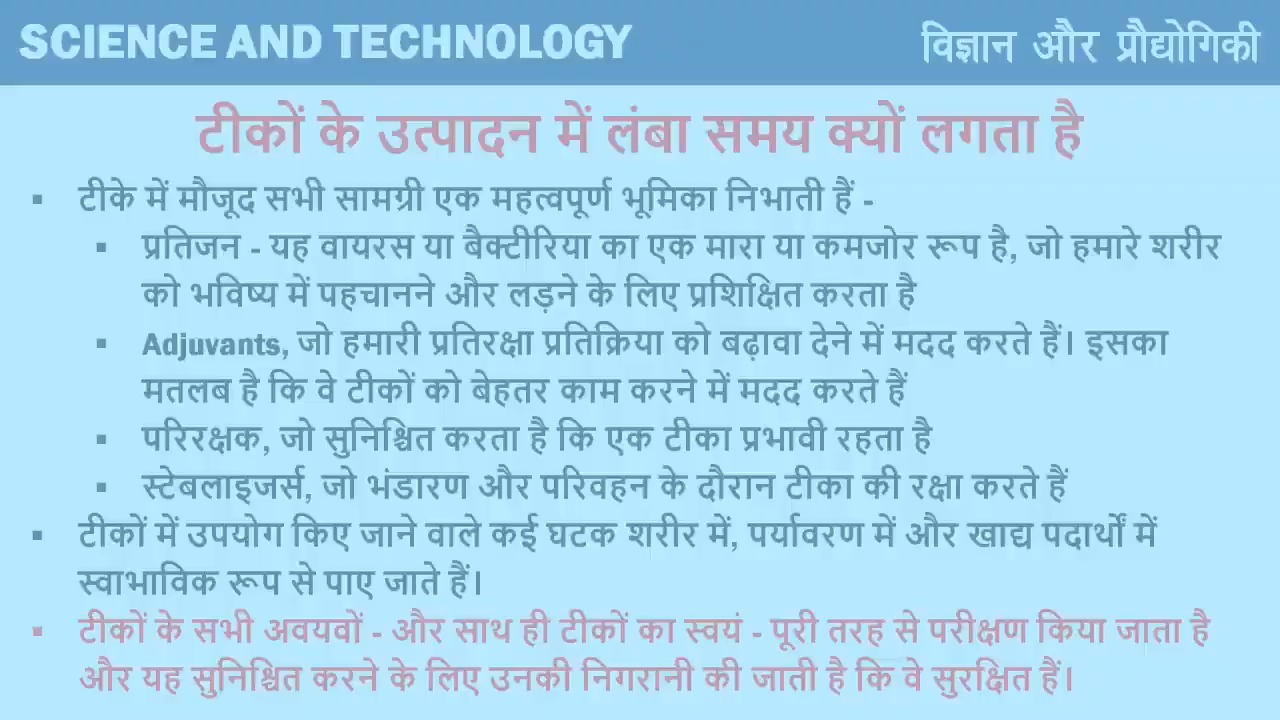 SCIENCE AND TECHNOLOGY
विज्ञान और प्रौद्योगिकी
टीकों के उत्पादन में लंबा समय क्यों लगता है
▪ टीके में मौजूद सभी सामग्री एक महत्वपूर्ण भूमिका निभाती हैं -
▪ प्रतिजन - यह वायरस या बैक्टीरिया का एक मारा या कमजोर रूप है, जो हमारे शरीर
को भविष्य में पहचानने और लड़ने के लिए प्रशिक्षित करता है
▪ Adjuvants, जो हमारी प्रतिरक्षा प्रतिक्रिया को बढ़ावा देने में मदद करते हैं। इसका
मतलब है कि वे टीकों को बेहतर काम करने में मदद करते हैं
▪ परिरक्षक, जो सुनिश्चित करता है कि एक टीका प्रभावी रहता है
▪ स्टेबलाइजर्स, जो भंडारण और परिवहन के दौरान टीका की रक्षा करते हैं
▪ टीकों में उपयोग किए जाने वाले कई घटक शरीर में, पर्यावरण में और खाद्य पदार्थों में
स्वाभाविक रूप से पाए जाते हैं।
▪ टीकों के सभी अवयवों - और साथ ही टीकों का स्वयं - पूरी तरह से परीक्षण किया जाता है
और यह सुनिश्चित करने के लिए उनकी निगरानी की जाती है कि वे सुरक्षित हैं।